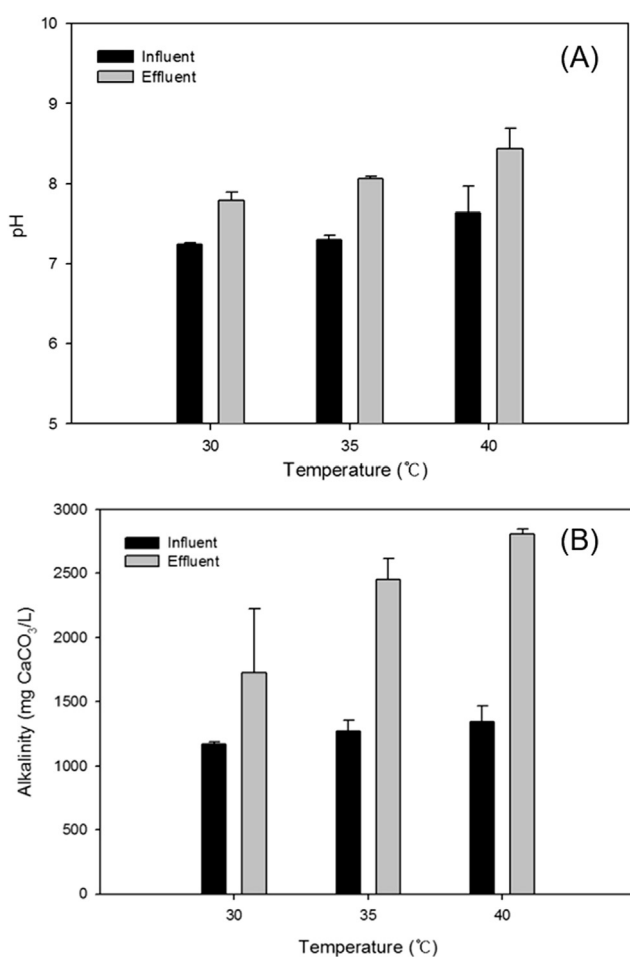 10
9
8
7
6
5
pH
Influent
Effluent
(A)
30
35
40
Temperature (℃)
3000
2500
2000
1500
1000
500
0
Alkalinity (mg CaCO₃/L)
Influent
Effluent
(B)
30
35
40
Temperature (℃)